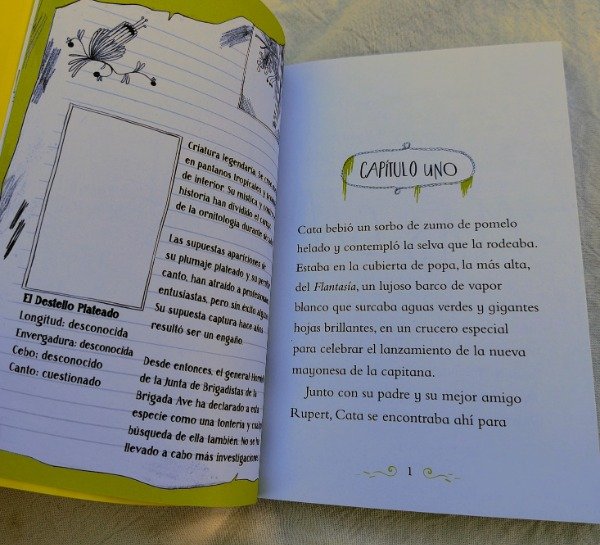 Criatura legendaria. Se
en pantanos tropicales y
de interior. Su mística y
historia han dividido el
de la ornitología durante
Las supuestas apariciones de
su plumaje plateado y su
canto, han atraído a
entusiastas, pero sin éxito
Su supuesta captura hace años
resultó ser un engaño.
El Destello Plateado
Longitud: desconocida
Envergadura: desconocida
Cebo: desconocido
Canto: cuestionado
Desde entonces, el general
de la Junta de Brigadistas de la
Brigada Ave ha declarado a esta
especie como una tontería y
búsqueda de ella también. No se
llevado a cabo más investigaciones
CAPÍTULO UNO
Cata bebió un sorbo de zumo de pomelo
helado y contempló la selva que la rodeaba.
Estaba en la cubierta de popa, la más alta,
del Flantasía, un lujoso barco de vapor
blanco que surcaba aguas verdes y gigantes
hojas brillantes, en un crucero especial
para celebrar el lanzamiento de la nueva
mayonesa de la capitana.
Junto con su padre y su mejor amigo
Rupert, Cata se encontraba ahí para
1